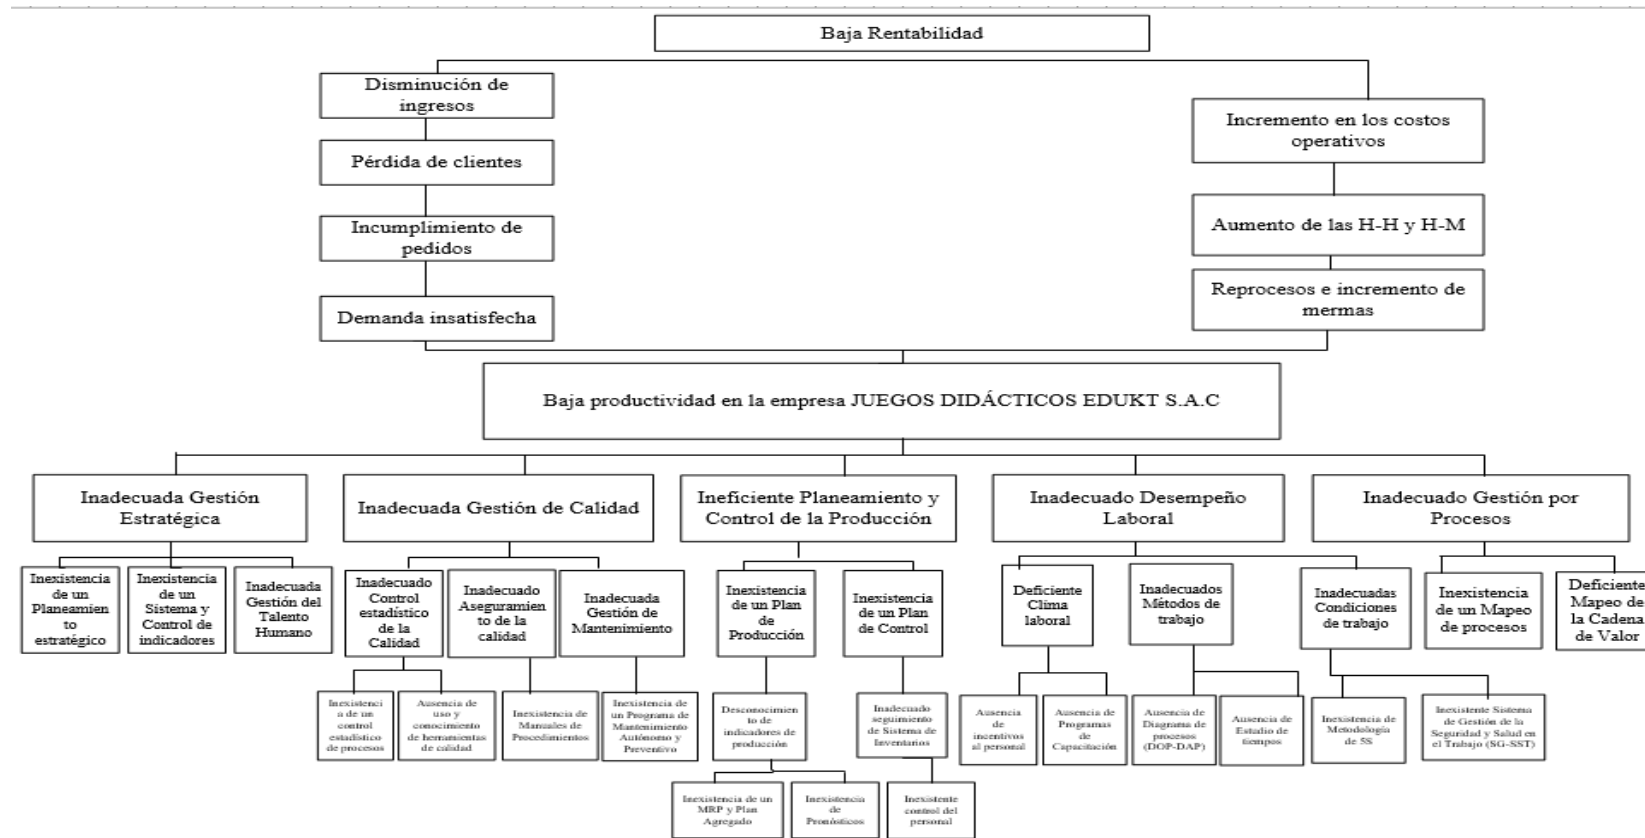 Baja Rentabilidad
Disminución de
ingresos
Incremento en los costos
operativos
Pérdida de clientes
Aumento de las H-H y H-M
Incumplimiento de
pedidos
Reprocesos e incremento de
mermas
Demanda insatisfecha
Baja productividad en la empresa JUEGOS DIDÁCTICOS EDUKT S.A.C
Inadecuada Gestión
Estratégica
Inadecuada Gestión de Calidad
Ineficiente Planeamiento y
Control de la Producción
Inadecuado Desempeño
Laboral
Inadecuado Gestión por
Procesos
Inexistencia
de un
Planeamien
to
estratégico
Inexistencia
de un
Sistema y
Control de
indicadores
Inadecuada
Gestión del
Talento
Humano
Inadecuado
Control
estadístico
de la
Calidad
Inadecuado
Aseguramien
to de la
calidad
Inadecuada
Gestión de
Mantenimiento
Inexistencia
de un Plan
de
Producción
Inexistencia
de un Plan
de Control
Deficiente
Clima
laboral
Inadecuados
Métodos de
trabajo
Inadecuadas
Condiciones
de trabajo
Inexistencia
de un Mapeo
de procesos
Deficiente
Mapeo de
la Cadena
de Valor
Inexistenci
a de un
control
estadístico
de procesos
Ausencia de
uso y
conocimiento
de herramientas
de calidad
Inexistencia de
Manuales de
Procedimientos
Inexistencia de
un Programa de
Mantenimiento
Autónomo y
Preventivo
Desconocimien
to de
indicadores de
producción
Inadecuado
seguimiento
de Sistema de
Inventarios
Ausencia
de
incentivos
al personal
Ausencia de
Programas
de
Capacitación
Ausencia de
Diagrama de
procesos
(DOP-DAP)
Ausencia de
Estudio de
tiempos
Inexistencia de
Metodología
de 5S
Inexistente Sistema
de Gestión de la
Seguridad y Salud en
el Trabajo (SG-SST)
Inexistencia de un
MRP y Plan
Agregado
Inexistencia
de
Pronósticos
Inexistente
control del
personal